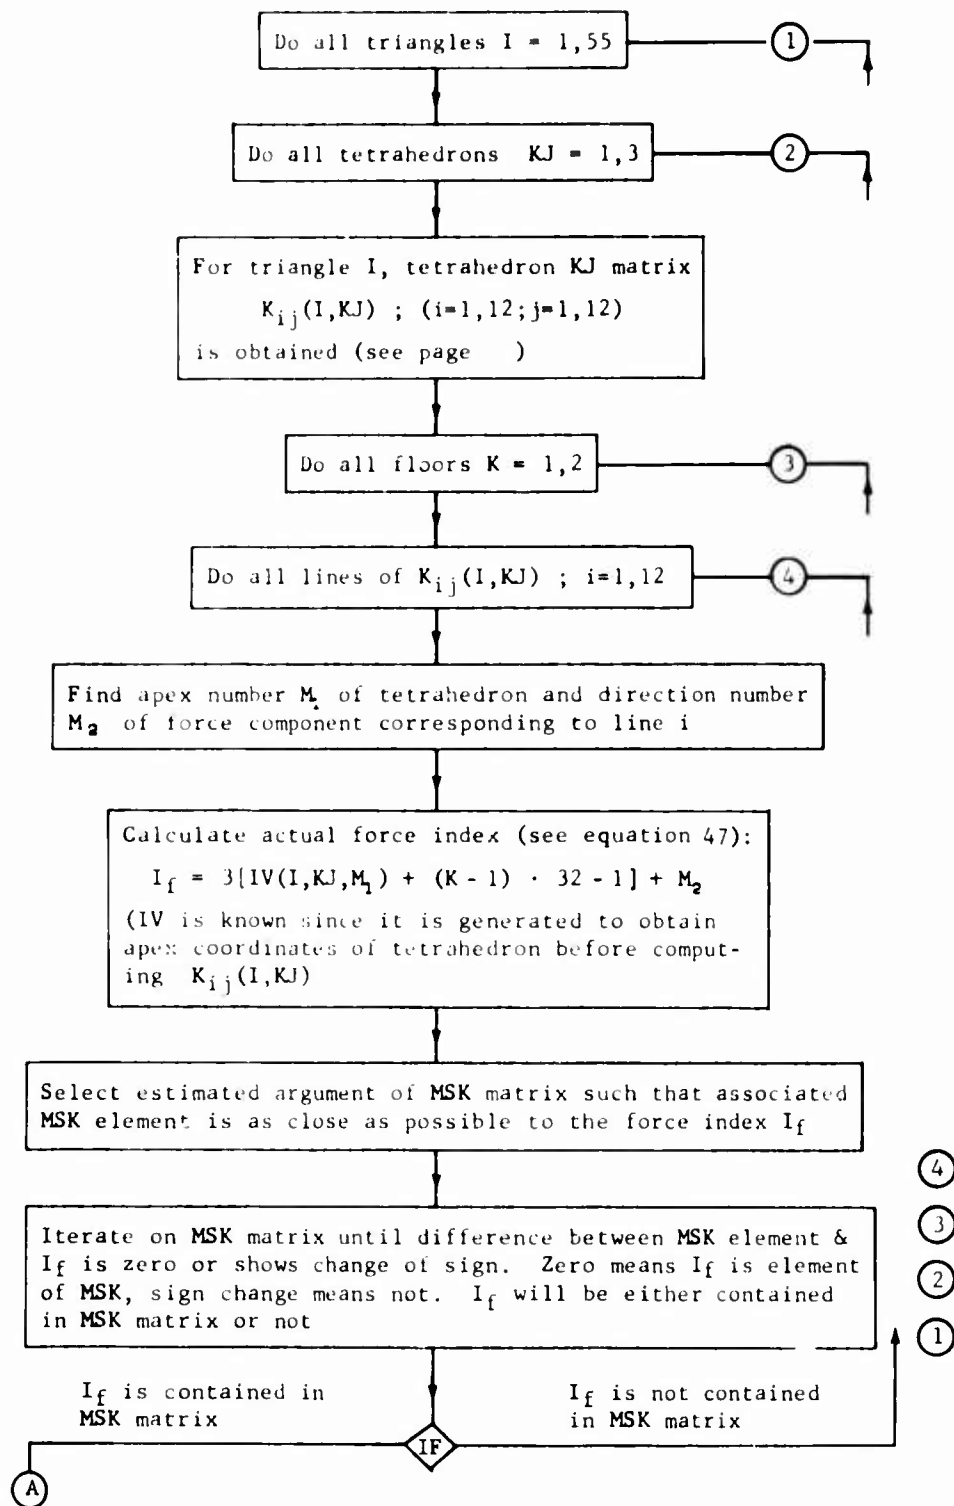 Do all triangles I = 1,55
1
Do all tetrahedrons KJ = 1,3
2
For triangle I, tetrahedron KJ matrix
Kij(I,KJ) ; (i=1,12;j=1,12)
is obtained (see page )
Do all floors K = 1,2
3
Do all lines of Kij(I,KJ) ; i=1,12
4
Find apex number M1 of tetrahedron and direction number
M2 of force component corresponding to line i
Calculate actual force index (see equation 47):
If = 3[IV(I,KJ,M1) + (K - 1) · 32 - 1] + M2
(IV is known since it is generated to obtain
apex coordinates of tetrahedron before comput-
ing Kij(I,KJ)
Select estimated argument of MSK matrix such that associated
MSK element is as close as possible to the force index If
4
Iterate on MSK matrix until difference between MSK element &
3
If is zero or shows change of sign. Zero means If is element
2
of MSK, sign change means not. If will be either contained
in MSK matrix or not
1
If is contained in
MSK matrix
If is not contained
in MSK matrix
IF
A